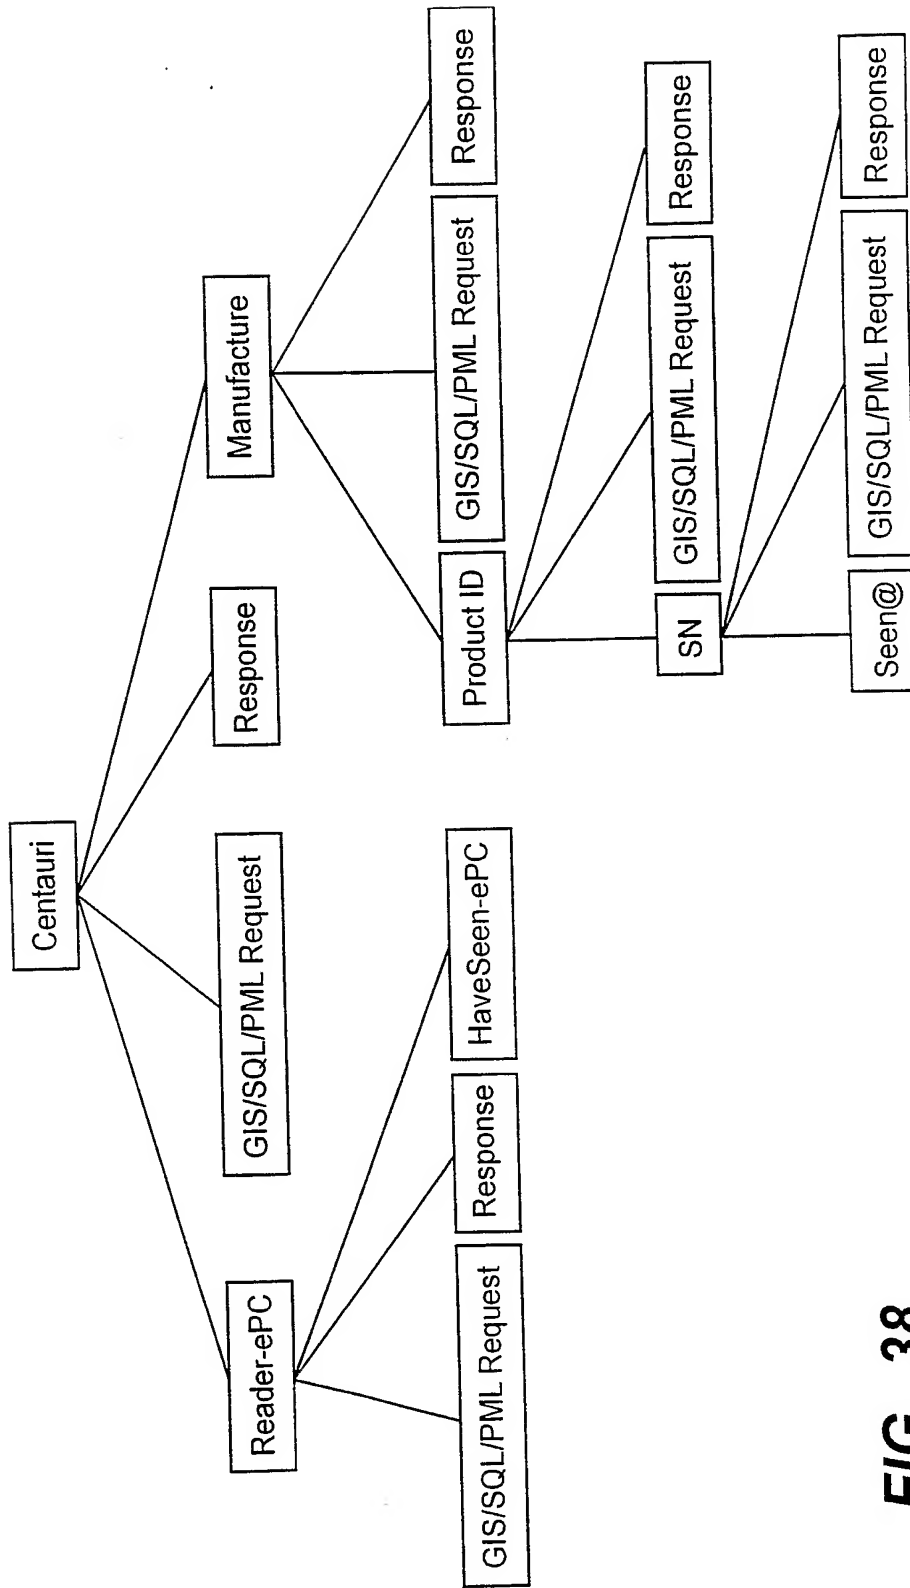 Centauri
Reader-ePC
GIS/SQL/PML Request
Response
Manufacture
GIS/SQL/PML Request
Response
HaveSeen-ePC
Product ID
GIS/SQL/PML Request
Response
SN
GIS/SQL/PML Request
Response
Seen@
GIS/SQL/PML Request
Response
FIG._38